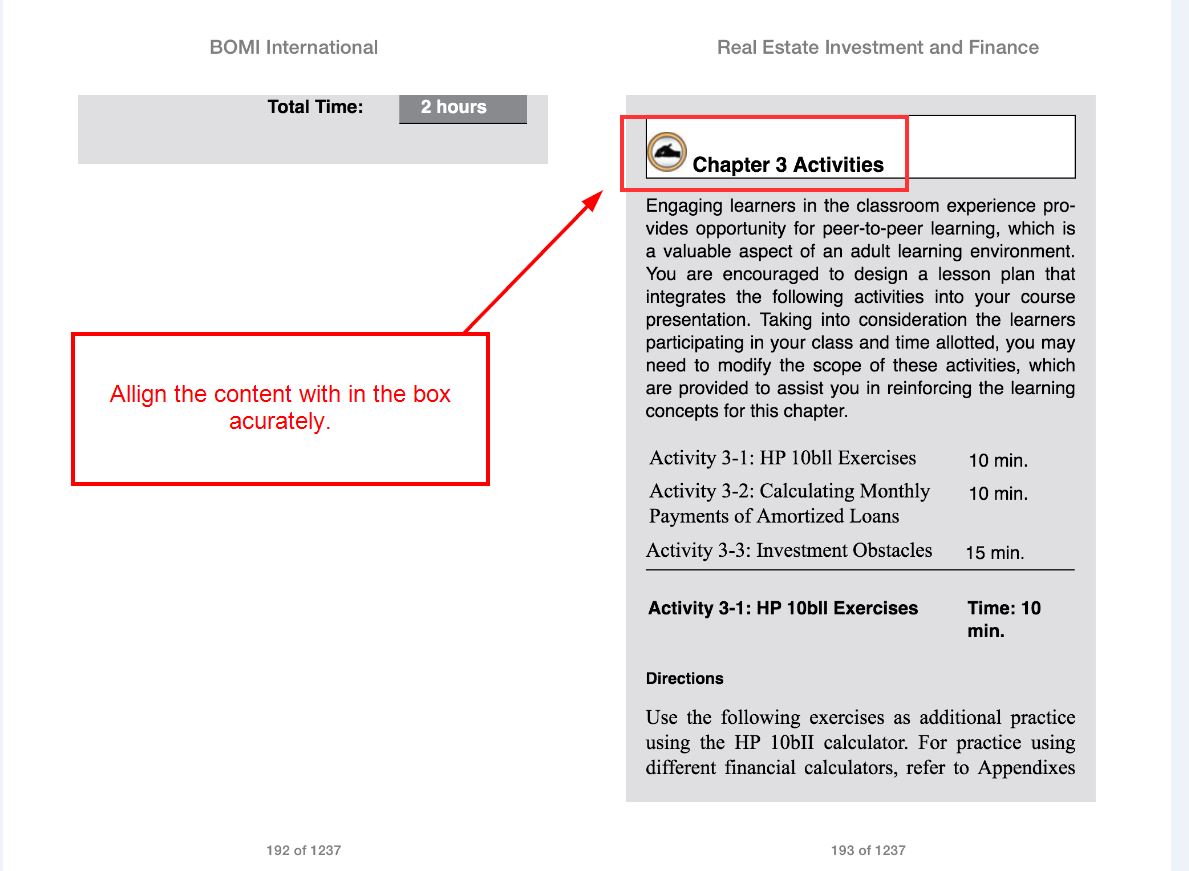 BOMI International
Total Time: 2 hours
Allign the content with in the box
acurately.
192 of 1237
Real Estate Investment and Finance
Chapter 3 Activities
Engaging learners in the classroom experience pro-
vides opportunity for peer-to-peer learning, which is
a valuable aspect of an adult learning environment.
You are encouraged to design a lesson plan that
integrates the following activities into your course
presentation. Taking into consideration the learners
participating in your class and time allotted, you may
need to modify the scope of these activities, which
are provided to assist you in reinforcing the learning
concepts for this chapter.
Activity 3-1: HP 10bll Exercises 10 min.
Activity 3-2: Calculating Monthly 10 min.
Payments of Amortized Loans
Activity 3-3: Investment Obstacles 15 min.
Activity 3-1: HP 10bll Exercises Time: 10
min.
Directions
Use the following exercises as additional practice
using the HP 10bII calculator. For practice using
different financial calculators, refer to Appendixes
193 of 1237